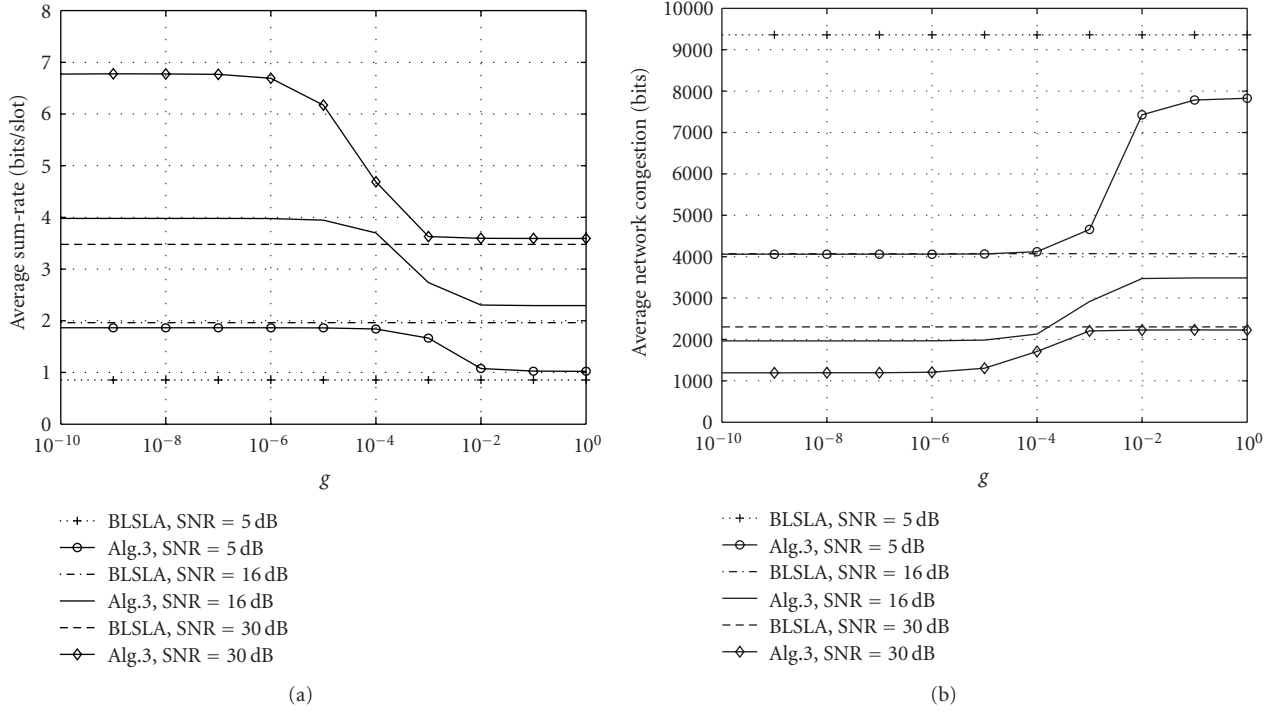 8
7
6
5
4
3
2
1
0
Average sum-rate (bits/slot)
10⁻¹⁰ 10⁻⁸ 10⁻⁶ 10⁻⁴ 10⁻² 10⁰
g
BLSLA, SNR = 5 dB
Alg.3, SNR = 5 dB
BLSLA, SNR = 16 dB
Alg.3, SNR = 16 dB
BLSLA, SNR = 30 dB
Alg.3, SNR = 30 dB
(a)
10000
9000
8000
7000
6000
5000
4000
3000
2000
1000
0
Average network congestion (bits)
10⁻¹⁰ 10⁻⁸ 10⁻⁶ 10⁻⁴ 10⁻² 10⁰
g
BLSLA, SNR = 5 dB
Alg.3, SNR = 5 dB
BLSLA, SNR = 16 dB
Alg.3, SNR = 16 dB
BLSLA, SNR = 30 dB
Alg.3, SNR = 30 dB
(b)